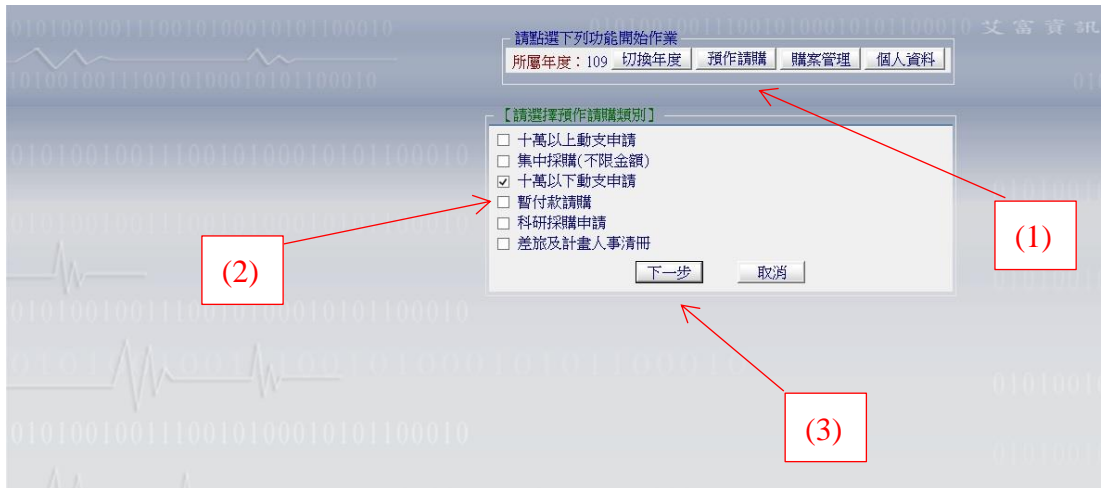 艾富資訊
請點選下列功能開始作業
所屬年度：109 切換年度 預作請購 購案管理 個人資料
【請選擇預作請購類別】
十萬以上動支申請
集中採購(不限金額)
十萬以下動支申請
暫付款請購
科研採購申請
差旅及計畫人事清冊
下一步 取消
(1)
(2)
(3)